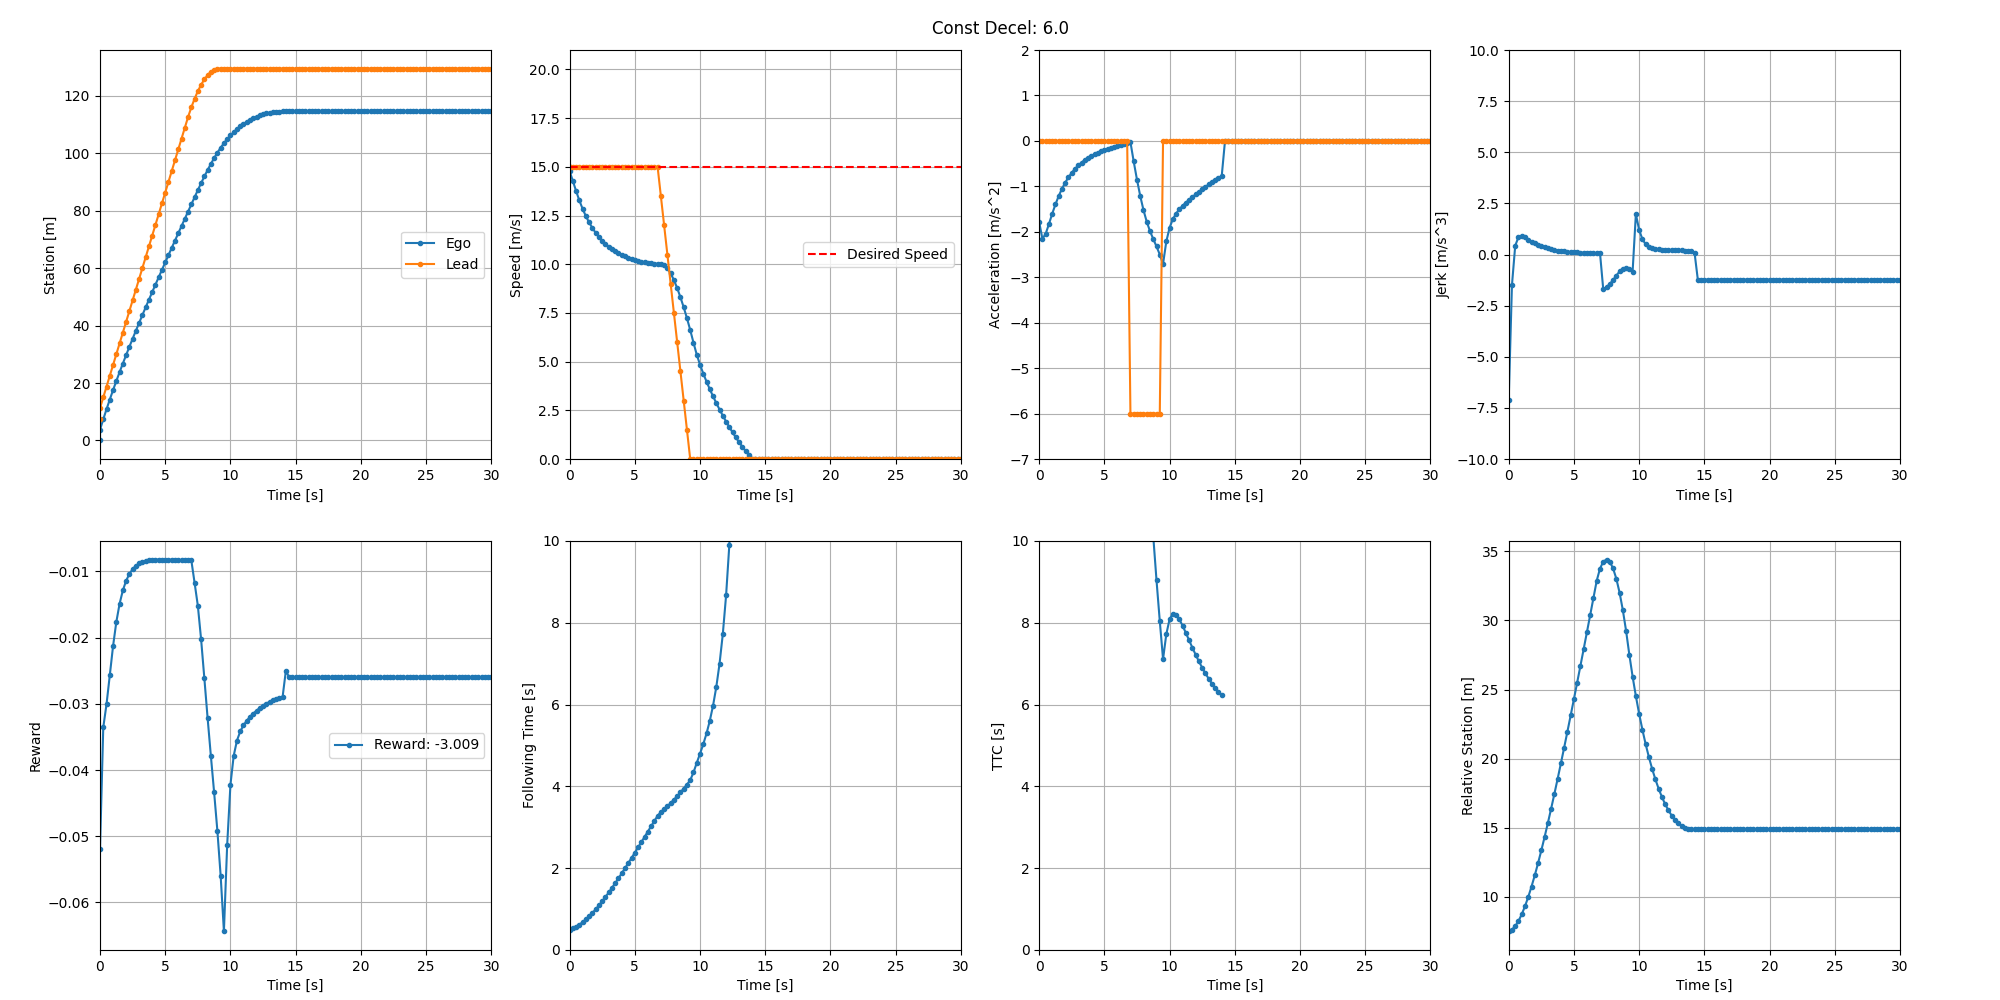 Const Decel: 6.0
Station [m]
120
100
80
60
40
20
0
0 5 10 15 20 25 30
Time [s]
Ego
Lead
Speed [m/s]
20.0
17.5
15.0
12.5
10.0
7.5
5.0
2.5
0.0
0 5 10 15 20 25 30
Time [s]
Desired Speed
Acceleration [m/s^2]
2
1
0
−1
−2
−3
−4
−5
−6
−7
0 5 10 15 20 25 30
Time [s]
Jerk [m/s^3]
10.0
7.5
5.0
2.5
0.0
−2.5
−5.0
−7.5
−10.0
0 5 10 15 20 25 30
Time [s]
Reward
−0.01
−0.02
−0.03
−0.04
−0.05
−0.06
0 5 10 15 20 25 30
Time [s]
Reward: -3.009
Following Time [s]
10
8
6
4
2
0
0 5 10 15 20 25 30
Time [s]
TTC [s]
10
8
6
4
2
0
0 5 10 15 20 25 30
Time [s]
Relative Station [m]
35
30
25
20
15
10
0 5 10 15 20 25 30
Time [s]